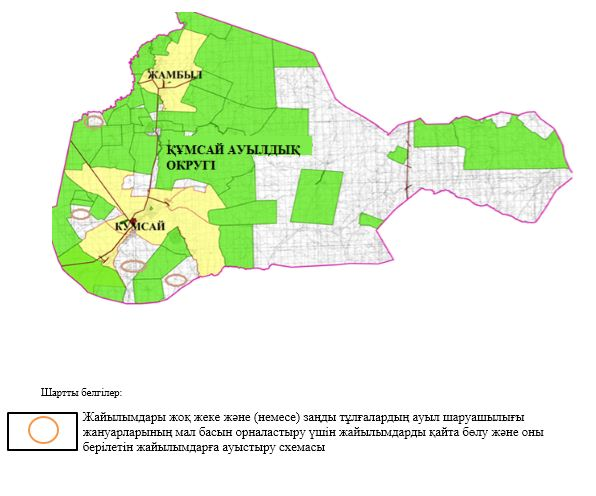 ЖАМБЫЛ
ҚҰМСАЙ АУЫЛДЫҚ
ОКРУГІ
ҚҰМСАЙ
Шартты белгілер:
Жайылымдары жоқ жеке және (немесе) заңды тұлғалардың ауыл шаруашылығы
жануарларының мал басын орналастыру үшін жайылымдарды қайта бөлу және оны
берілетін жайылымдарға ауыстыру схемасы